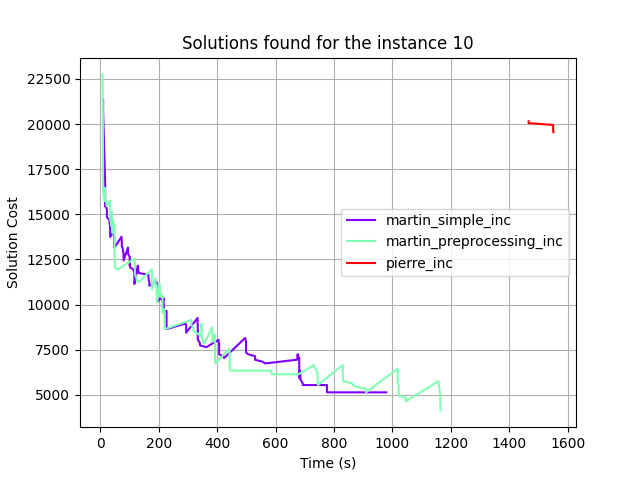 Solutions found for the instance 10
Solution Cost
22500
20000
17500
15000
12500
10000
7500
5000
martin_simple_inc
martin_preprocessing_inc
pierre_inc
0 200 400 600 800 1000 1200 1400 1600
Time (s)